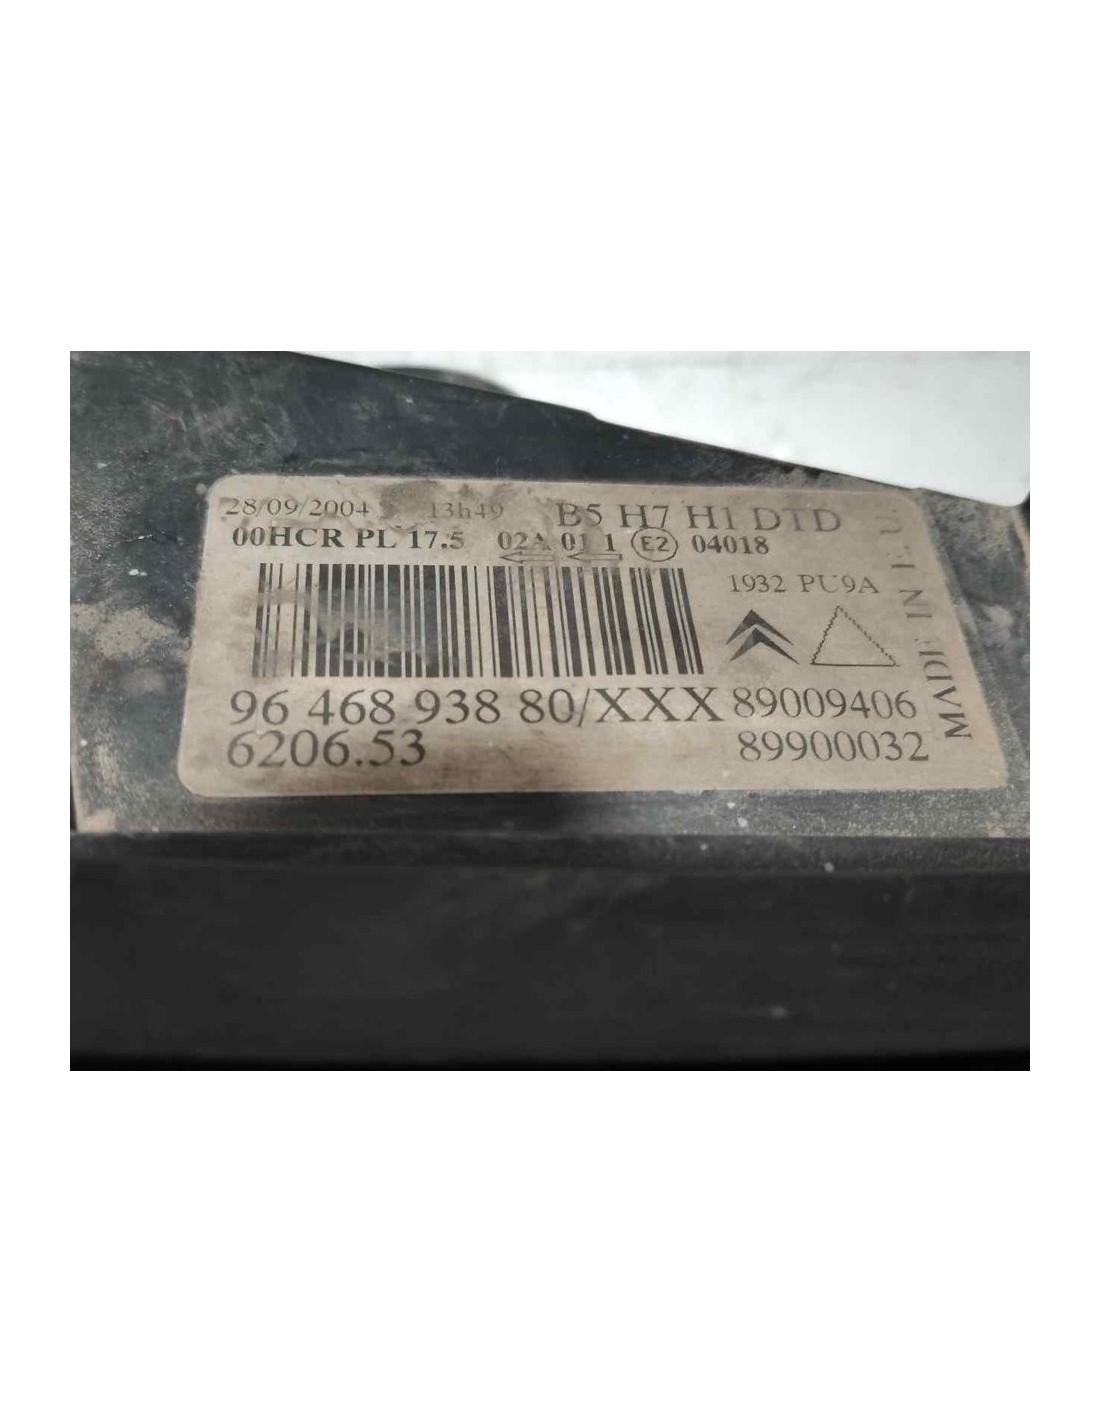 28/09/2004 13h49 B5 H7 H1 DTD
00HCR PL 17.5 02A 01 1 E2 04018
1932 PU9A
96 468 938 80/XXX 89009406
6206.53 89900032
MADE IN E.U.